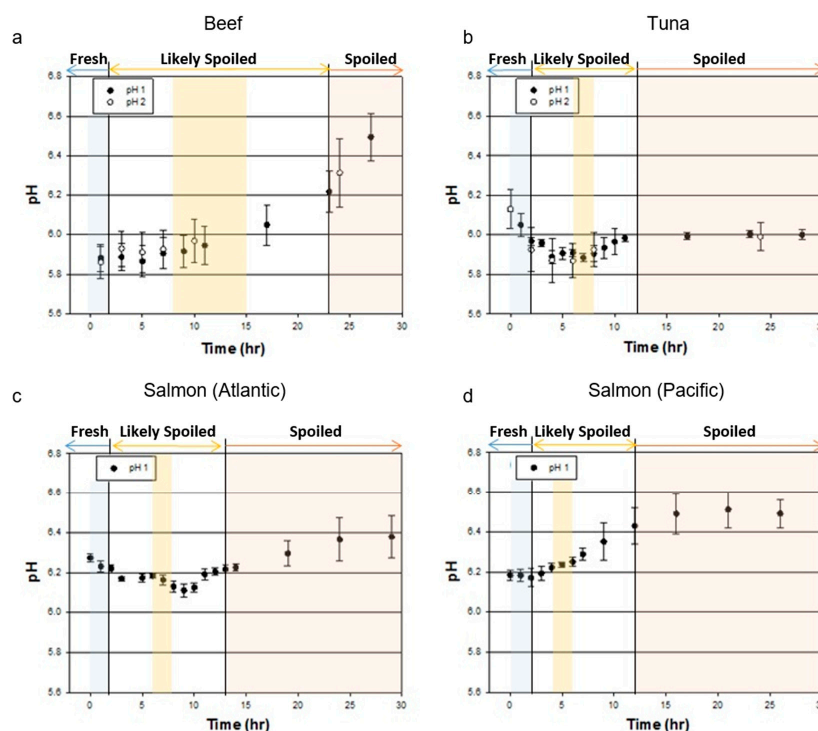 Beef
Tuna
a
b
Fresh Likely Spoiled Spoiled
Fresh Likely Spoiled Spoiled
6.8
6.6
6.4
6.2
6.0
5.8
5.6
pH 1
pH 2
pH
0 5 10 15 20 25 30
Time (hr)
6.8
6.6
6.4
6.2
6.0
5.8
5.6
pH 1
pH 2
pH
0 5 10 15 20 25 30
Time (hr)
Salmon (Atlantic)
Salmon (Pacific)
c
d
Fresh Likely Spoiled Spoiled
Fresh Likely Spoiled Spoiled
6.8
6.6
6.4
6.2
6.0
5.8
5.6
pH 1
pH
0 5 10 15 20 25 30
Time (hr)
6.8
6.6
6.4
6.2
6.0
5.8
5.6
pH 1
pH
0 5 10 15 20 25 30
Time (hr)